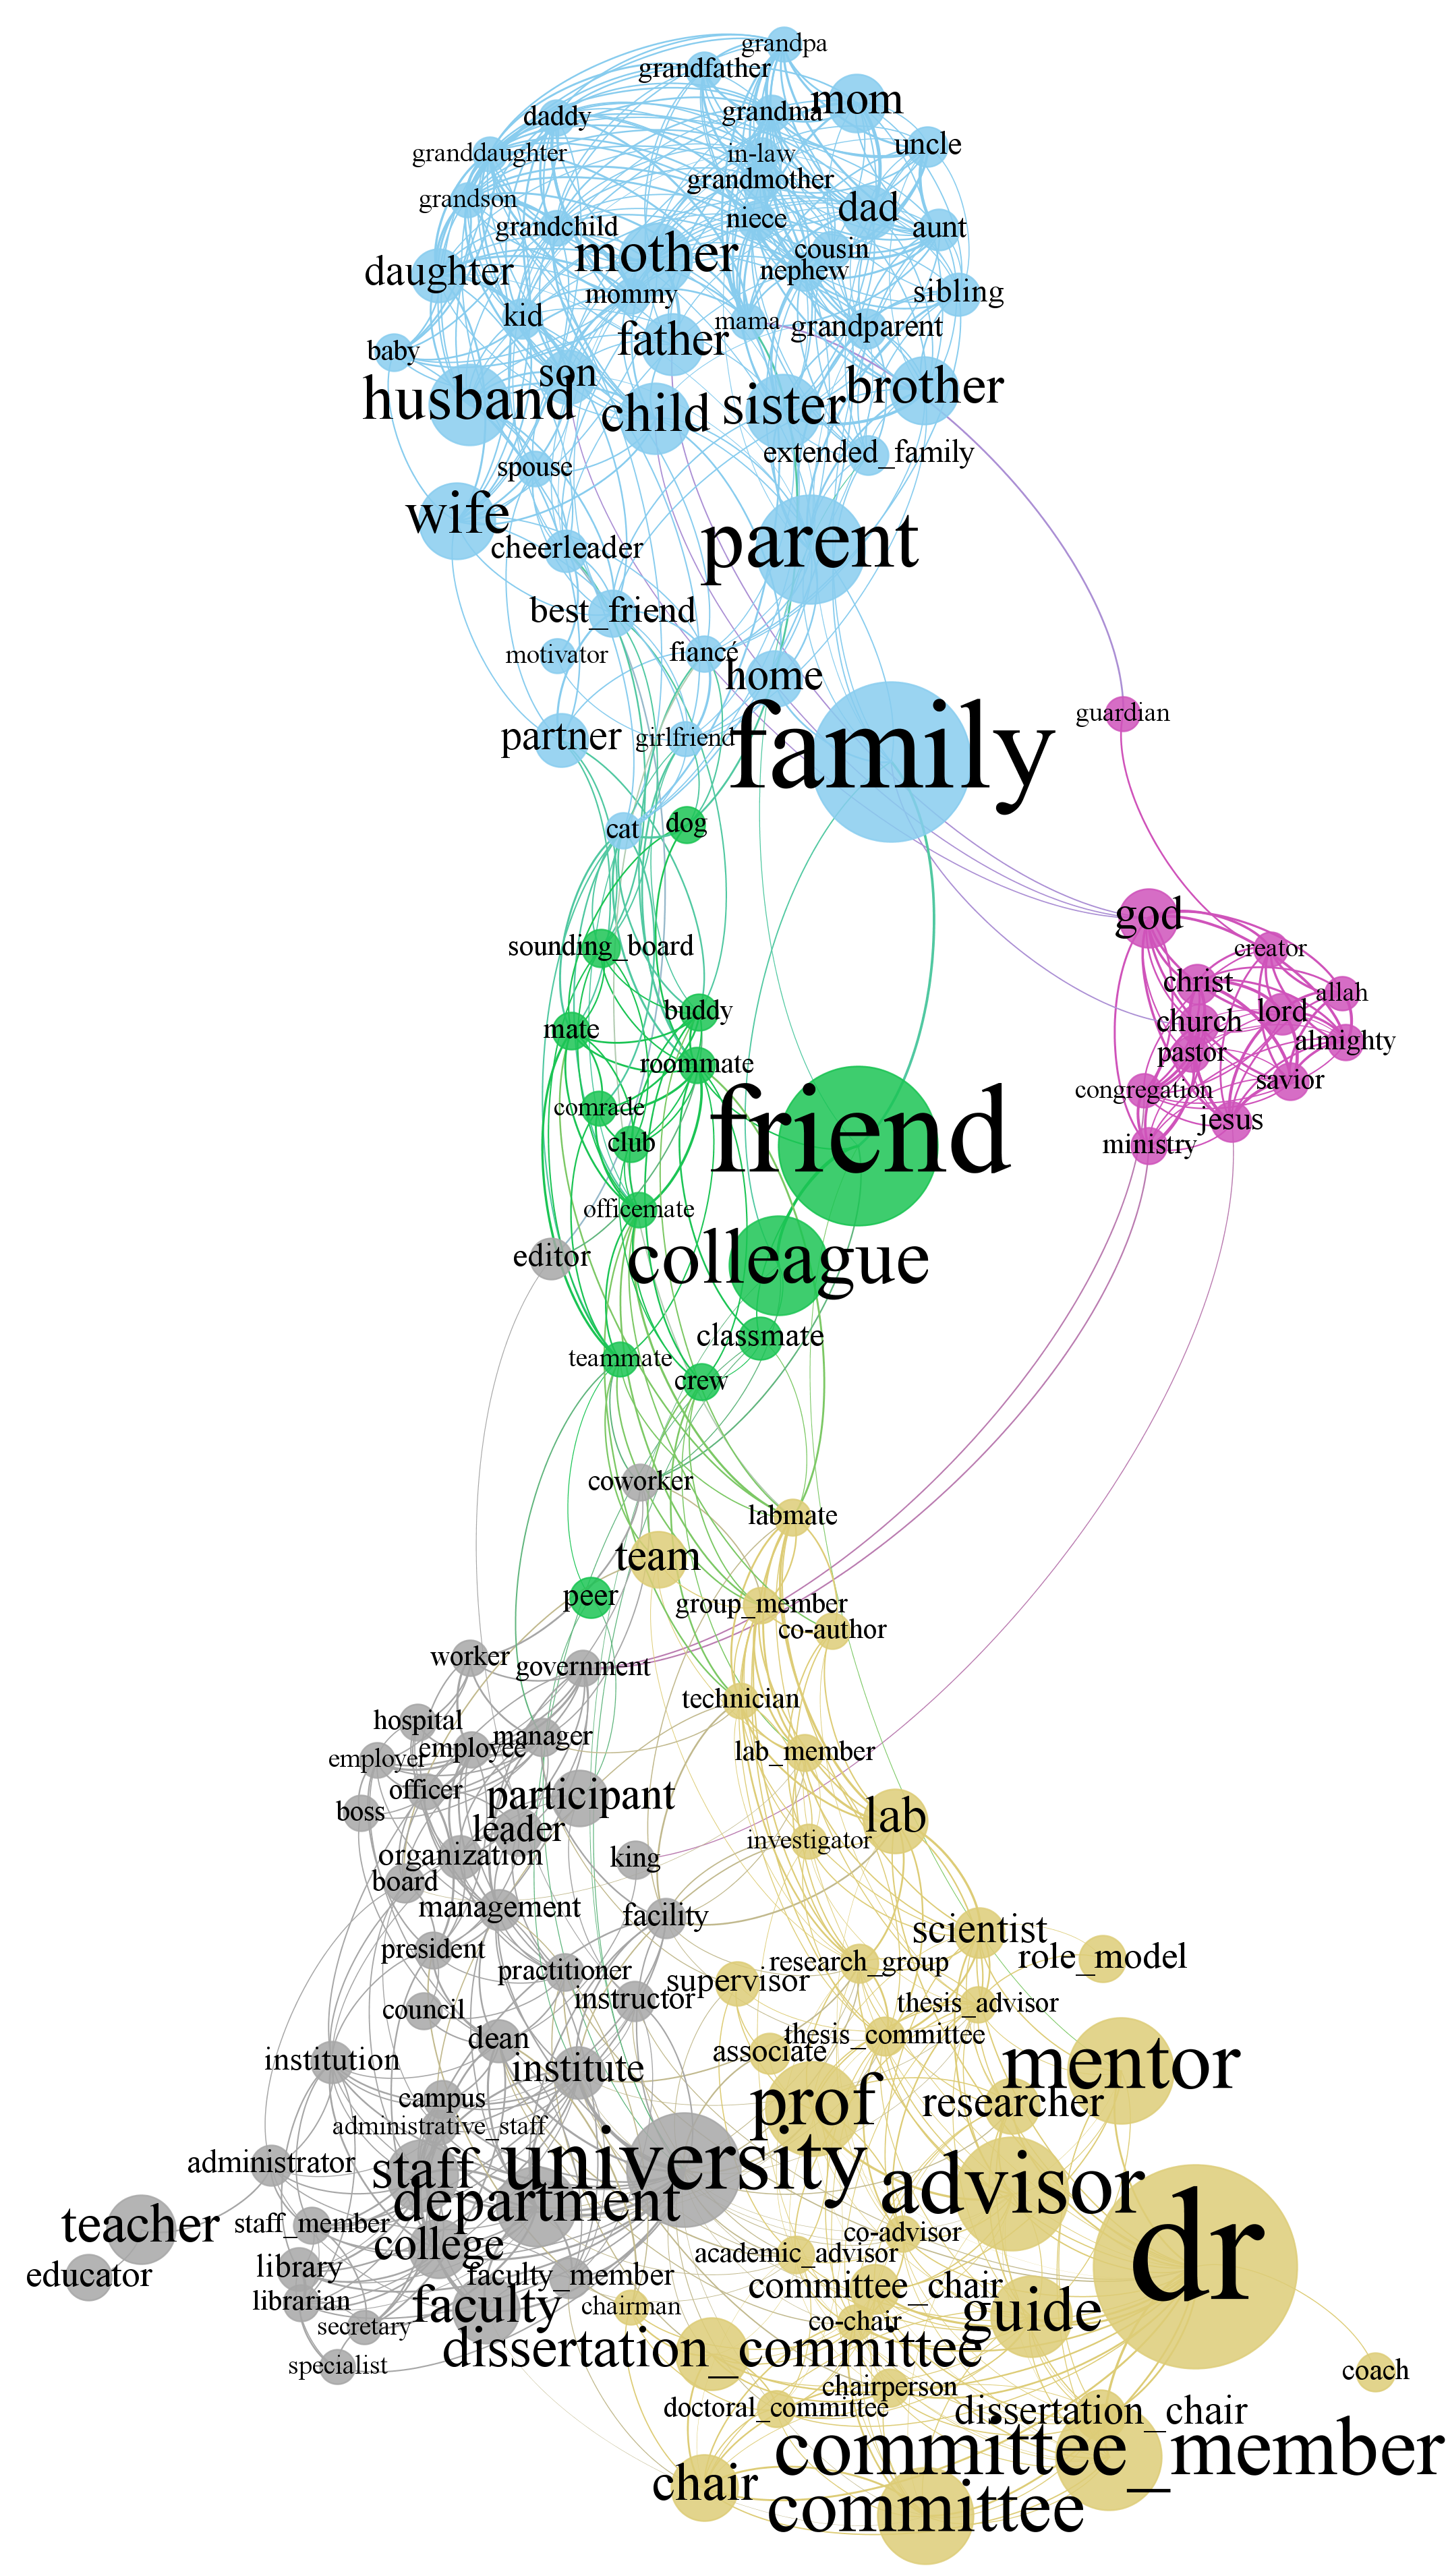 grandpa
grandfather
mom
grandma
daddy
uncle
granddaughter
in-law
grandmother
grandson
dad
niece
grandchild
aunt
mother
cousin
daughter
nephew
sibling
mommy
kid
mama
grandparent
father
baby
son
husband
brother
child
sister
extended_family
spouse
wife
parent
cheerleader
best_friend
motivator
fiancé
home
guardian
partner
girlfriend
family
cat
dog
god
sounding_board
creator
christ
allah
buddy
lord
church
mate
almighty
pastor
roommate
savior
congregation
comrade
jesus
friend
club
ministry
officemate
editor
colleague
classmate
teammate
crew
coworker
labmate
team
peer
group_member
co-author
worker
government
technician
hospital
manager
employee
lab_member
employer
officer
participant
boss
lab
leader
investigator
organization
king
board
management
facility
scientist
president
role_model
research_group
practitioner
supervisor
instructor
thesis_advisor
council
thesis_committee
dean
associate
institution
institute
mentor
campus
prof
researcher
administrative_staff
administrator
staff
university
advisor
department
teacher
staff_member
co-advisor
college
academic_advisor
dr
library
educator
faculty_member
committee_chair
librarian
faculty
chairman
guide
co-chair
secretary
dissertation_committee
specialist
coach
chairperson
doctoral_committee
dissertation_chair
committee_member
chair
committee